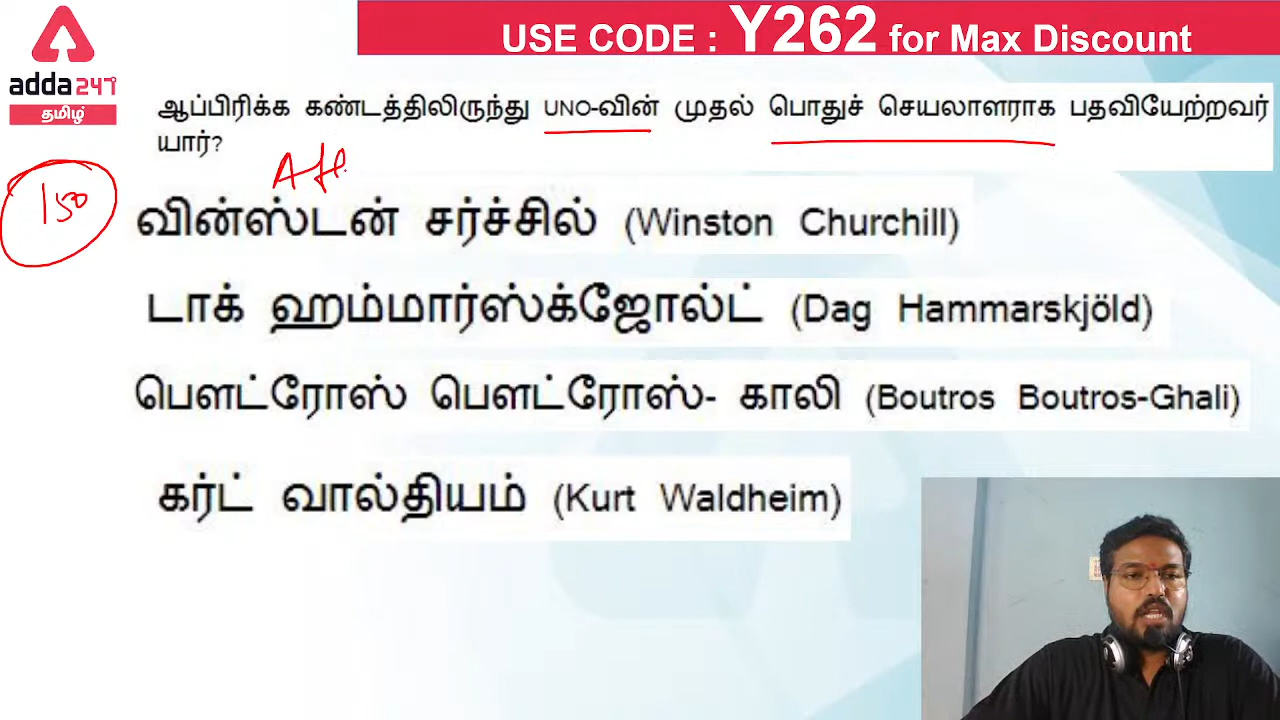 USE CODE : Y262 for Max Discount
adda247
தமிழ்
ஆப்பிரிக்க கண்டத்திலிருந்து UNO-வின் முதல் பொதுச் செயலாளராக பதவியேற்றவர்
யார்?
Afr.
150
வின்ஸ்டன் சர்ச்சில் (Winston Churchill)
டாக் ஹம்மார்ஸ்க்ஜோல்ட் (Dag Hammarskjöld)
பௌட்ரோஸ் பௌட்ரோஸ்- காலி (Boutros Boutros-Ghali)
கர்ட் வால்தியம் (Kurt Waldheim)